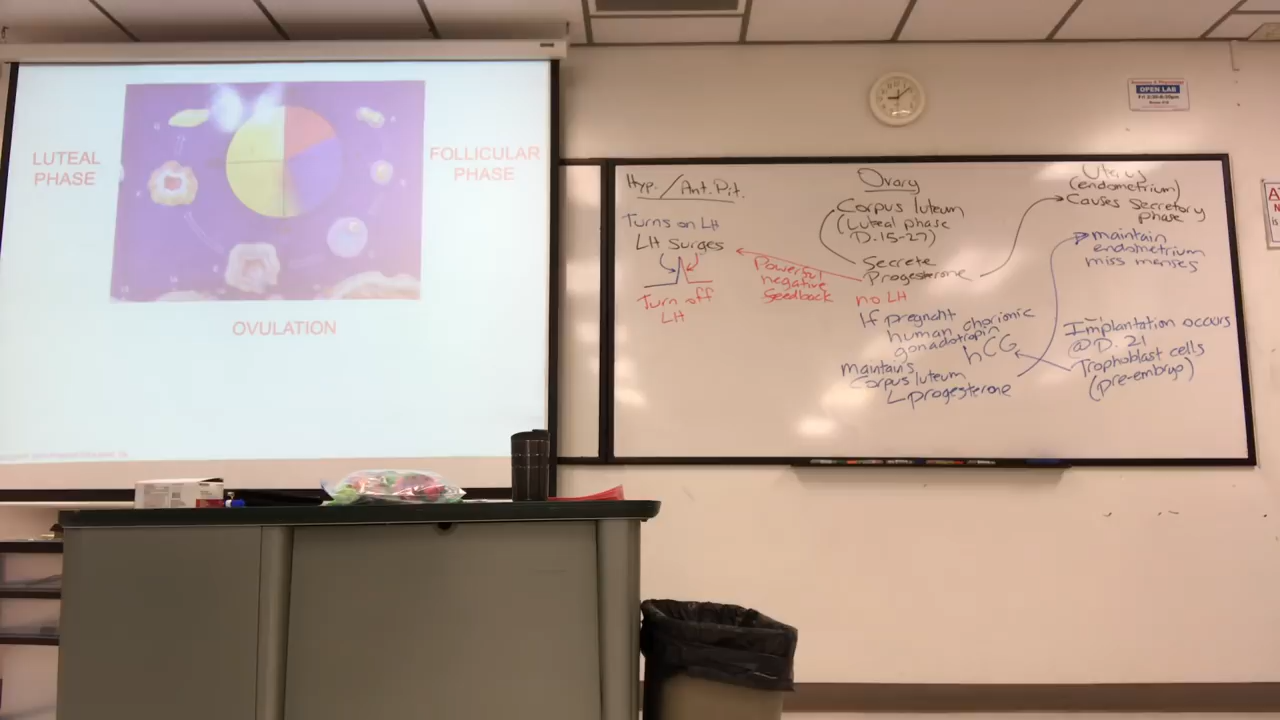 LUTEAL
PHASE
FOLLICULAR
PHASE
OVULATION
OPEN LAB
Hyp./Ant.Pit.
Turns on LH
LH Surges
Turn off
LH
Powerful
negative
feedback
Ovary
Corpus luteum
(Luteal phase
D.15-27)
Secrete
Progesterone
no LH
If pregnant
human chorionic
gonadotropin
hCG
maintains
Corpus luteum
progesterone
(endometrium)
Causes Secretory
phase
maintain
endometrium
miss menses
Implantation occurs
@D. 21
Trophoblast cells
(pre-embryo)